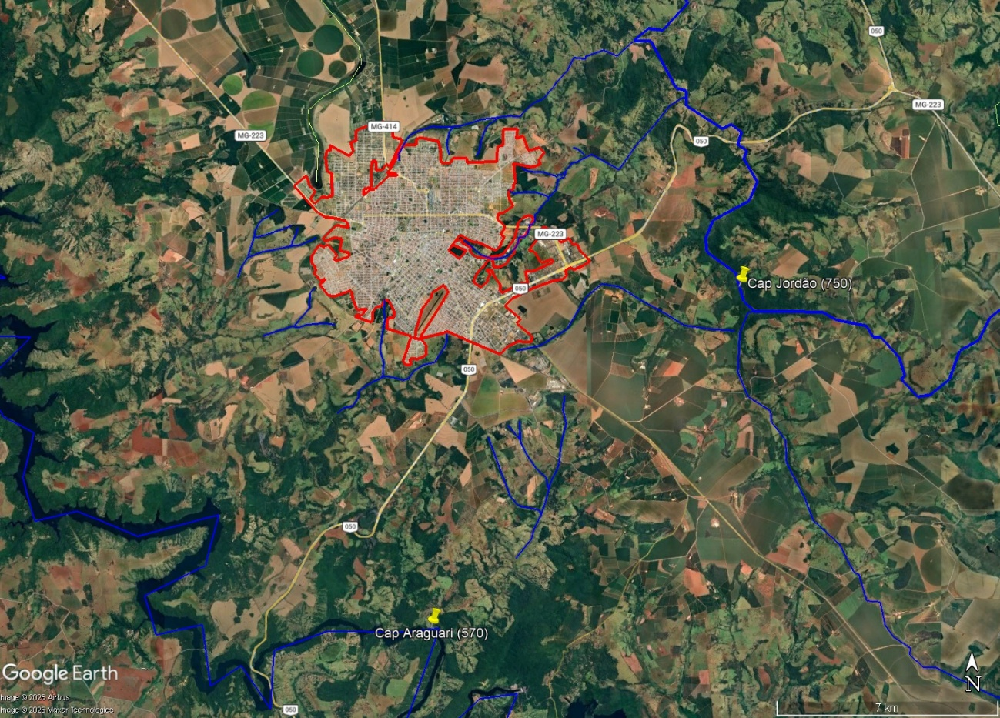 050
MG-223
MG-414
MG-223
050
MG-223
Cap Jordão (750)
050
050
050
Cap Araguari (570)
Google Earth
Image © 2026 Airbus
Image © 2026 Maxar Technologies
050
N
7 km